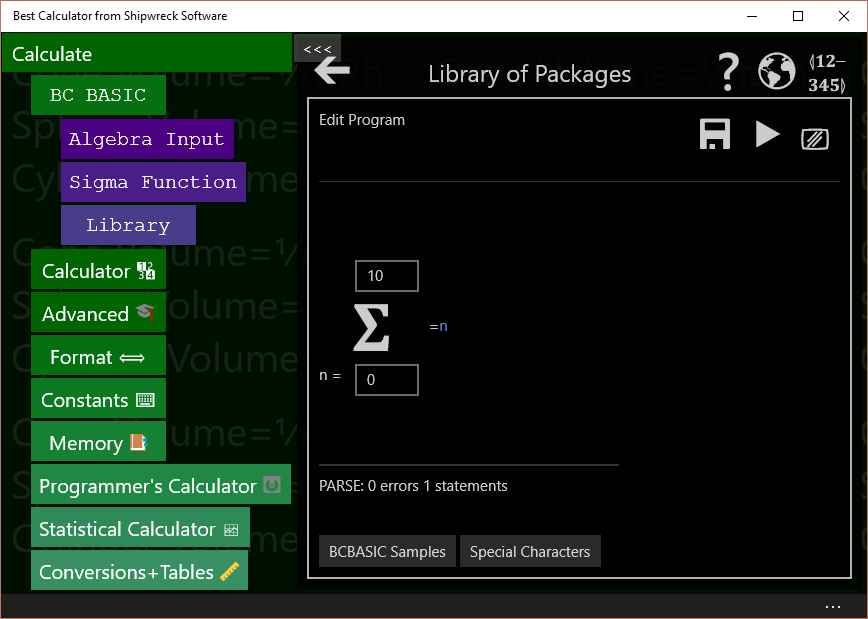 Best Calculator from Shipwreck Software
Calculate
<<<
BC BASIC
Algebra Input
Sigma Function
Library
Calculator
Advanced
Format
Constants
Memory
Programmer's Calculator
Statistical Calculator
Conversions+Tables
Library of Packages
?
(12−
345)
Edit Program
10
Σ
=n
n =
0
PARSE: 0 errors 1 statements
BCBASIC Samples
Special Characters
...